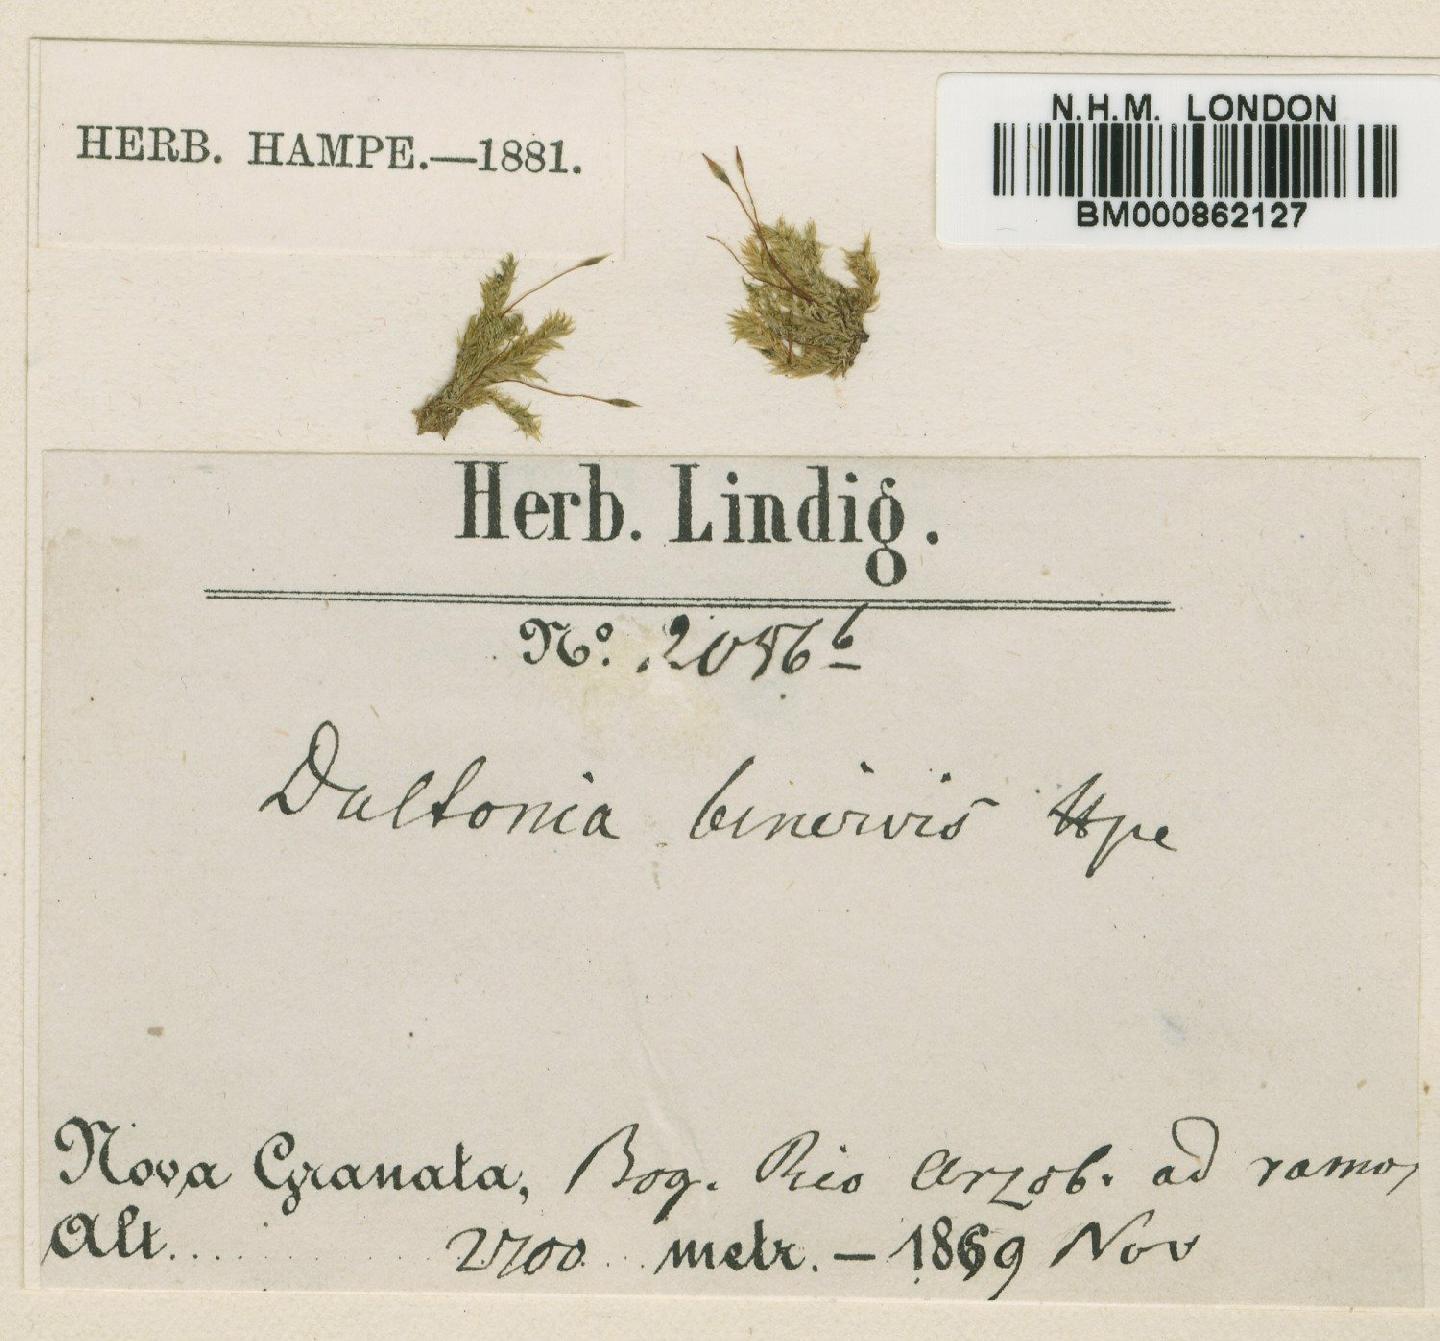 HERB. HAMPE.—1881.
N.H.M. LONDON
BM000862127
Herb. Lindig.
No. 2056 b
Daltonia binervis Hpe
Nova Granata, Bog. Rio Arzob. ad ramos
Alt. 2700 metr. — 1859 Nov